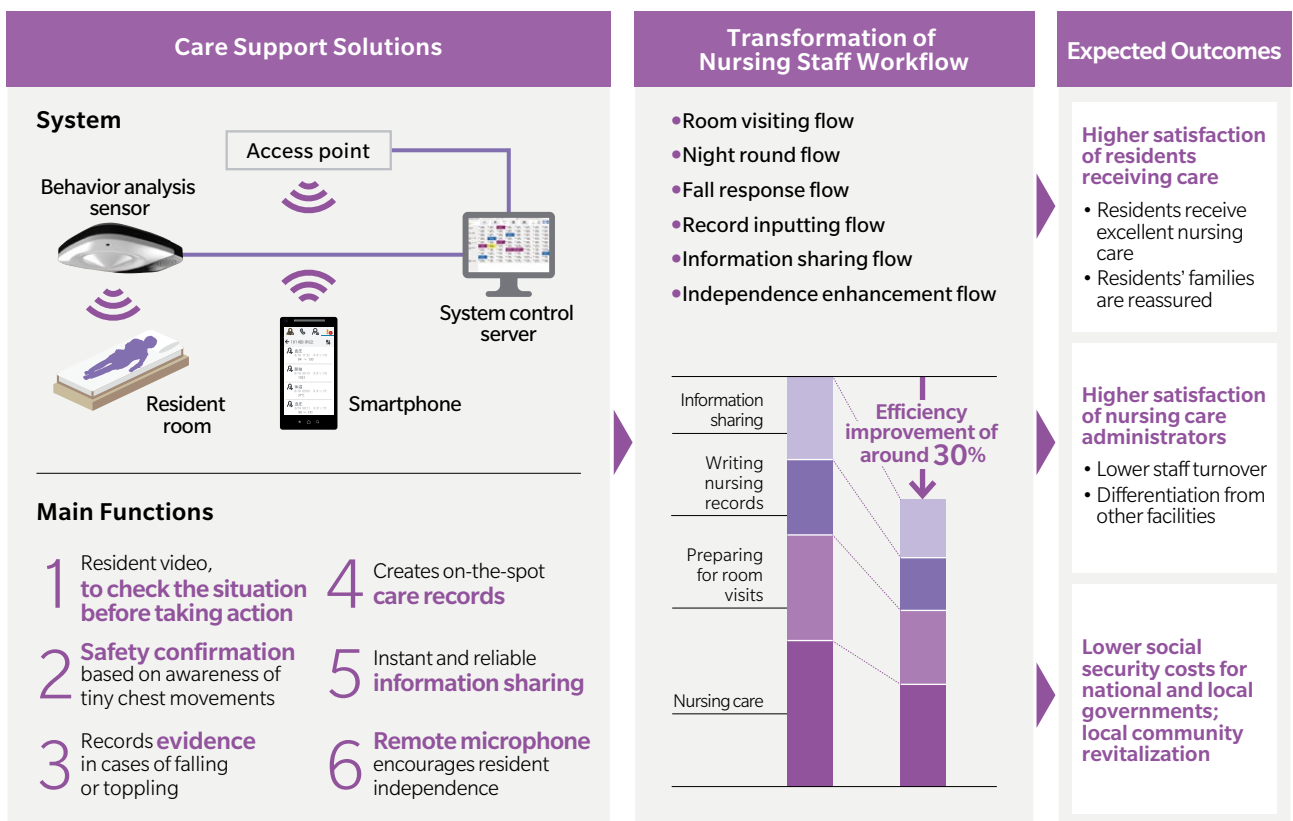 Care Support Solutions
System
Access point
Behavior analysis
sensor
System control
server
Resident
room
Smartphone
Main Functions
1 Resident video,
to check the situation
before taking action
2 Safety confirmation
based on awareness of
tiny chest movements
3 Records evidence
in cases of falling
or toppling
4 Creates on-the-spot
care records
5 Instant and reliable
information sharing
6 Remote microphone
encourages resident
independence
Transformation of
Nursing Staff Workflow
•Room visiting flow
•Night round flow
•Fall response flow
•Record inputting flow
•Information sharing flow
•Independence enhancement flow
Information
sharing
Writing
nursing
records
Preparing
for room
visits
Nursing care
Efficiency
improvement of
around 30%
Expected Outcomes
Higher satisfaction
of residents
receiving care
• Residents receive
excellent nursing
care
• Residents’ families
are reassured
Higher satisfaction
of nursing care
administrators
• Lower staff turnover
• Differentiation from
other facilities
Lower social
security costs for
national and local
governments;
local community
revitalization